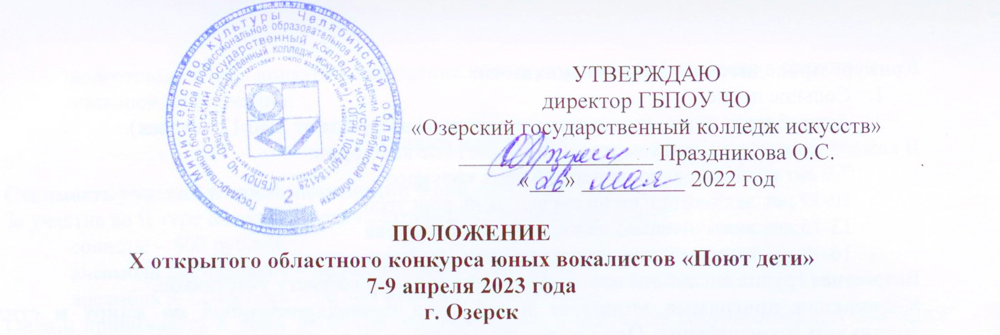 Министерство культуры Челябинской области
Государственное бюджетное профессиональное образовательное учреждение Челябинской области
«Озерский государственный колледж искусств»
(ГБПОУ ЧО «Озерский государственный колледж искусств») • ОГРН 1027401184128
2
УТВЕРЖДАЮ
директор ГБПОУ ЧО
«Озерский государственный колледж искусств»
Праздникова О.С.
«26» мая 2022 год
ПОЛОЖЕНИЕ
X открытого областного конкурса юных вокалистов «Поют дети»
7-9 апреля 2023 года
г. Озерск